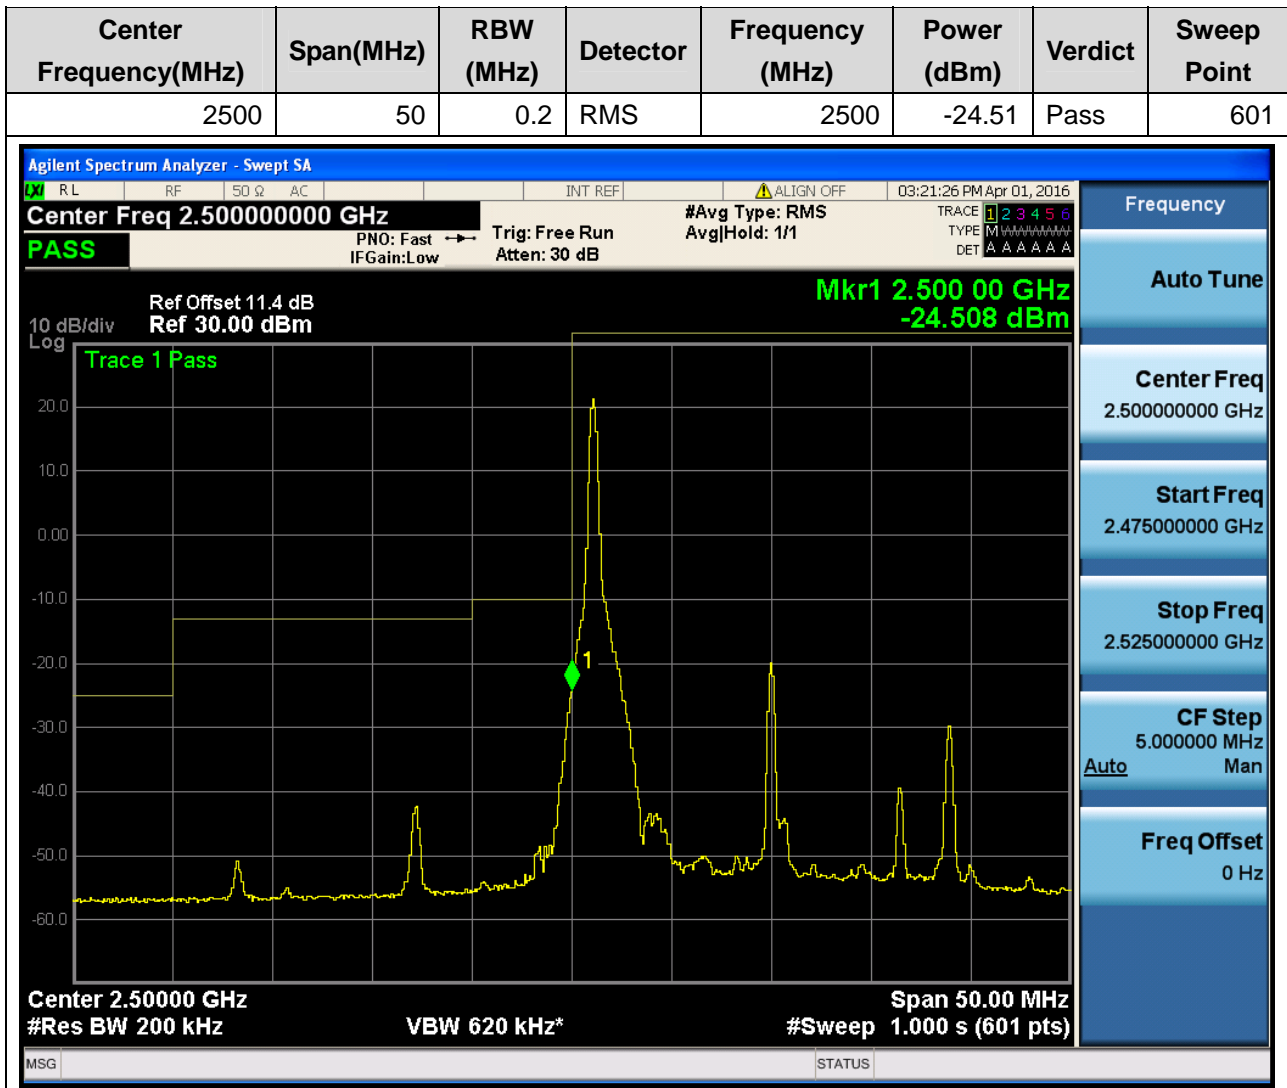 Center Frequency(MHz) Span(MHz) RBW (MHz) Detector Frequency (MHz) Power (dBm) Verdict Sweep Point
2500 50 0.2 RMS 2500 -24.51 Pass 601
Agilent Spectrum Analyzer - Swept SA
LXI RL RF 50 Ω AC INT REF ALIGN OFF 03:21:26 PM Apr 01, 2016
Center Freq 2.500000000 GHz
PASS
PNO: Fast
IFGain:Low
Trig: Free Run
Atten: 30 dB
#Avg Type: RMS
Avg|Hold: 1/1
TRACE 1 2 3 4 5 6
TYPE M
DET A A A A A A
Mkr1 2.500 00 GHz
-24.508 dBm
Ref Offset 11.4 dB
10 dB/div Ref 30.00 dBm
Log
Trace 1 Pass
20.0
10.0
0.00
-10.0
-20.0
-30.0
-40.0
-50.0
-60.0
1
Center 2.50000 GHz Span 50.00 MHz
#Res BW 200 kHz VBW 620 kHz* #Sweep 1.000 s (601 pts)
MSG STATUS
Frequency
Auto Tune
Center Freq
2.500000000 GHz
Start Freq
2.475000000 GHz
Stop Freq
2.525000000 GHz
CF Step
5.000000 MHz
Auto Man
Freq Offset
0 Hz